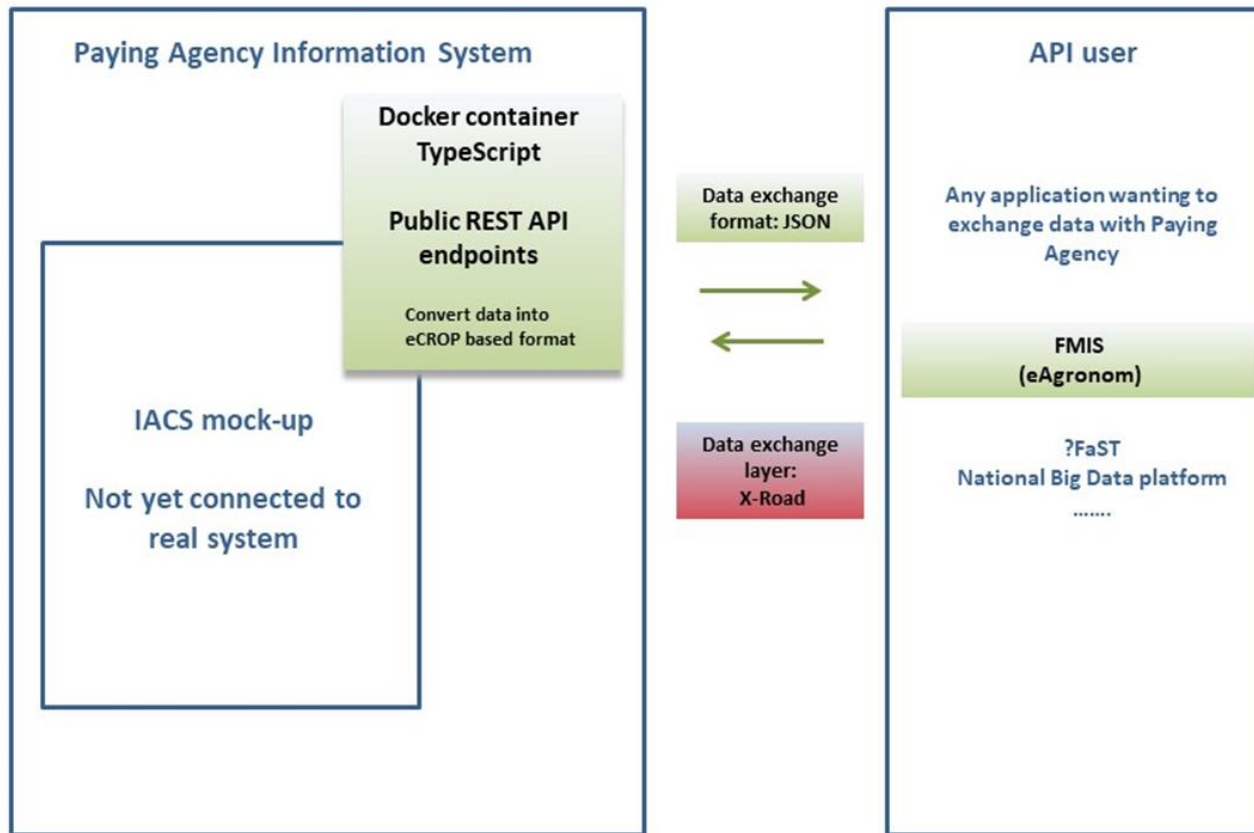 Paying Agency Information System
Docker container
TypeScript
Public REST API
endpoints
Convert data into
eCROP based format
IACS mock-up
Not yet connected to
real system
Data exchange
format: JSON
Data exchange
layer:
X-Road
API user
Any application wanting to
exchange data with Paying
Agency
FMIS
(eAgronom)
?FaST
National Big Data platform
.......